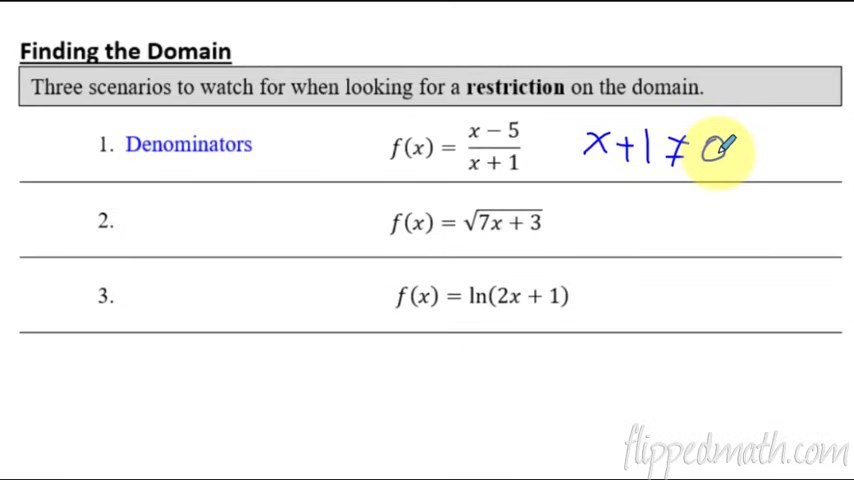 Finding the Domain
Three scenarios to watch for when looking for a restriction on the domain.
1. Denominators f(x) = (x − 5)/(x + 1) x+1 ≠ 0
2. f(x) = √(7x + 3)
3. f(x) = ln(2x + 1)
flippedmath.com